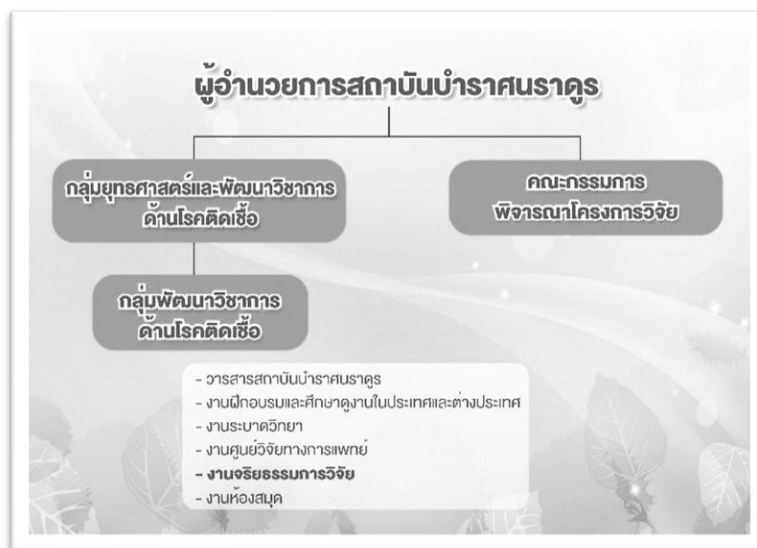 ผู้อำนวยการสถาบันบำราศนราดูร
กลุ่มยุทธศาสตร์และพัฒนาวิชาการ
ด้านโรคติดเชื้อ
คณะกรรมการ
พิจารณาโครงการวิจัย
กลุ่มพัฒนาวิชาการ
ด้านโรคติดเชื้อ
- วารสารสถาบันบำราศนราดูร
- งานฝึกอบรมและศึกษาดูงานในประเทศและต่างประเทศ
- งานระบาดวิทยา
- งานศูนย์วิจัยทางการแพทย์
- งานจริยธรรมการวิจัย
- งานห้องสมุด